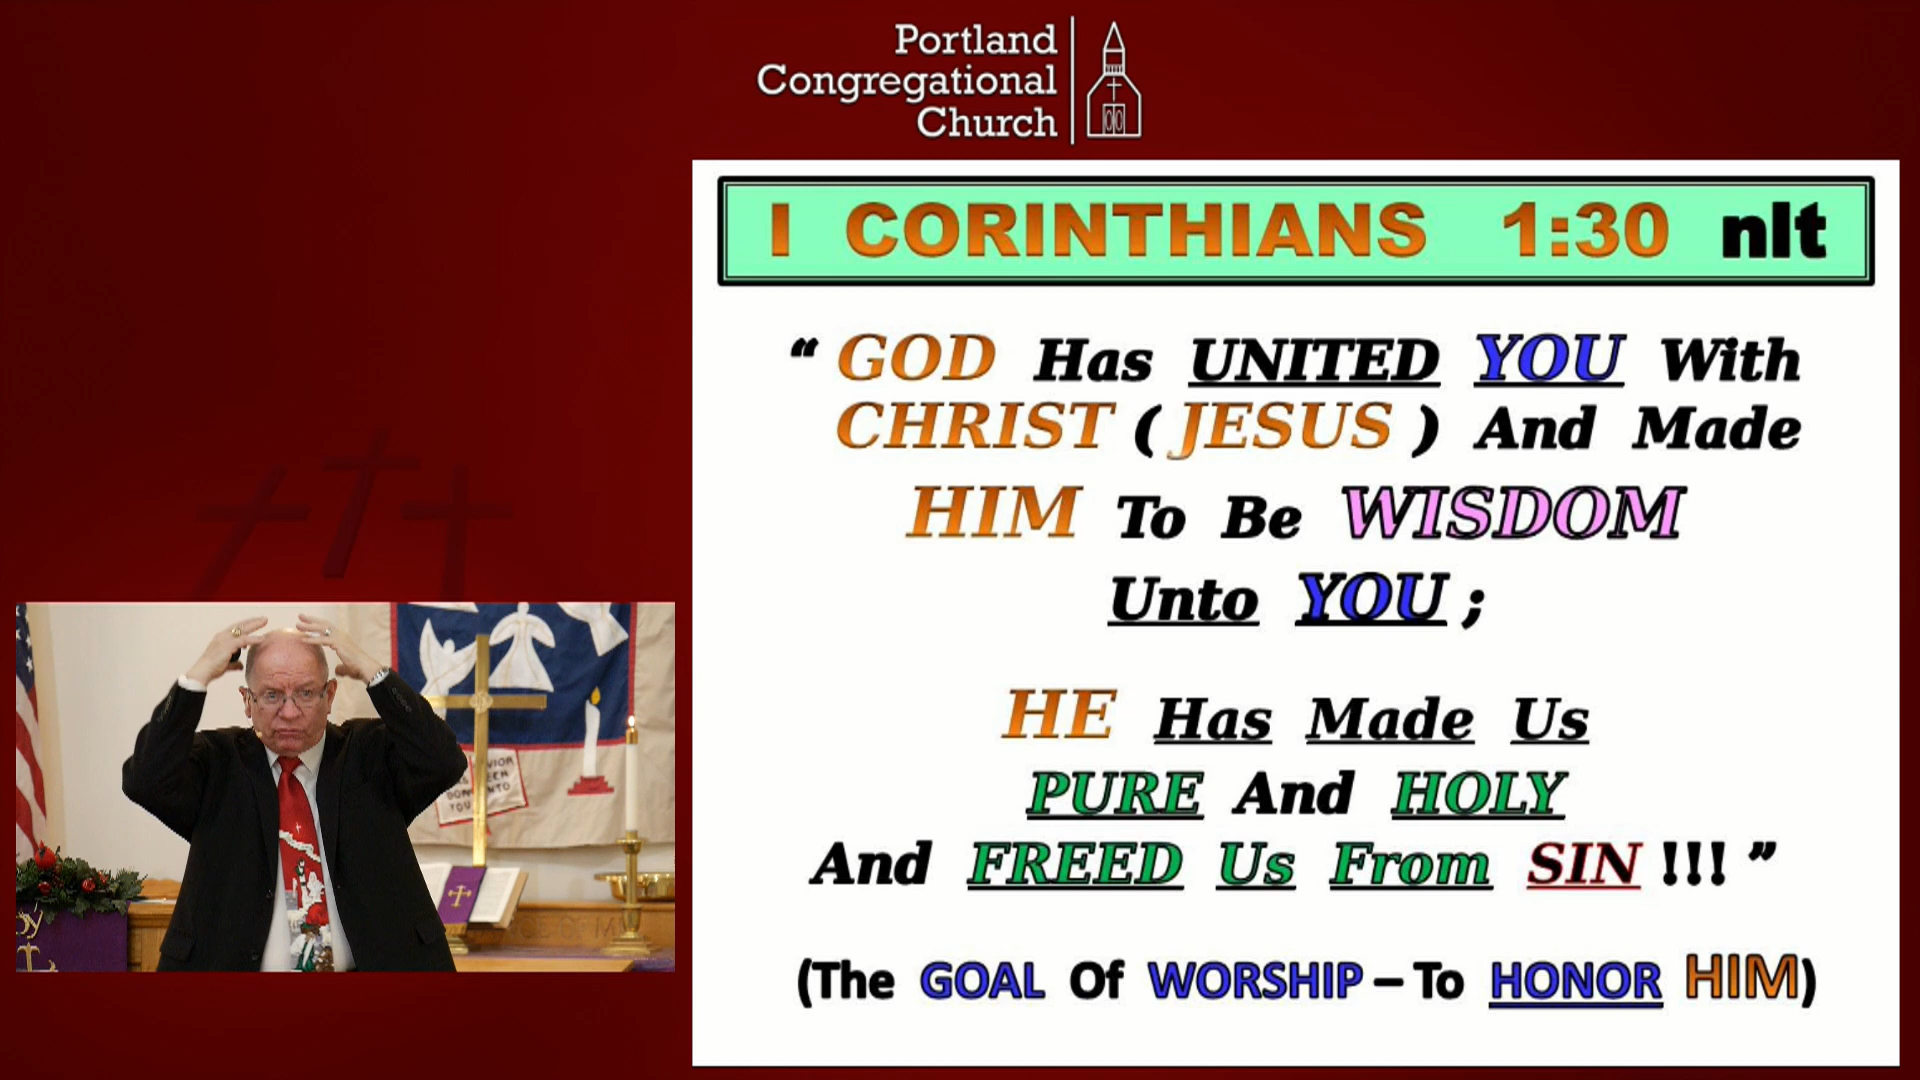 Portland
Congregational
Church
I CORINTHIANS 1:30 nlt
“ GOD Has UNITED YOU With
CHRIST ( JESUS ) And Made
HIM To Be WISDOM
Unto YOU ;
HE Has Made Us
PURE And HOLY
And FREED Us From SIN !!! ”
(The GOAL Of WORSHIP – To HONOR HIM)